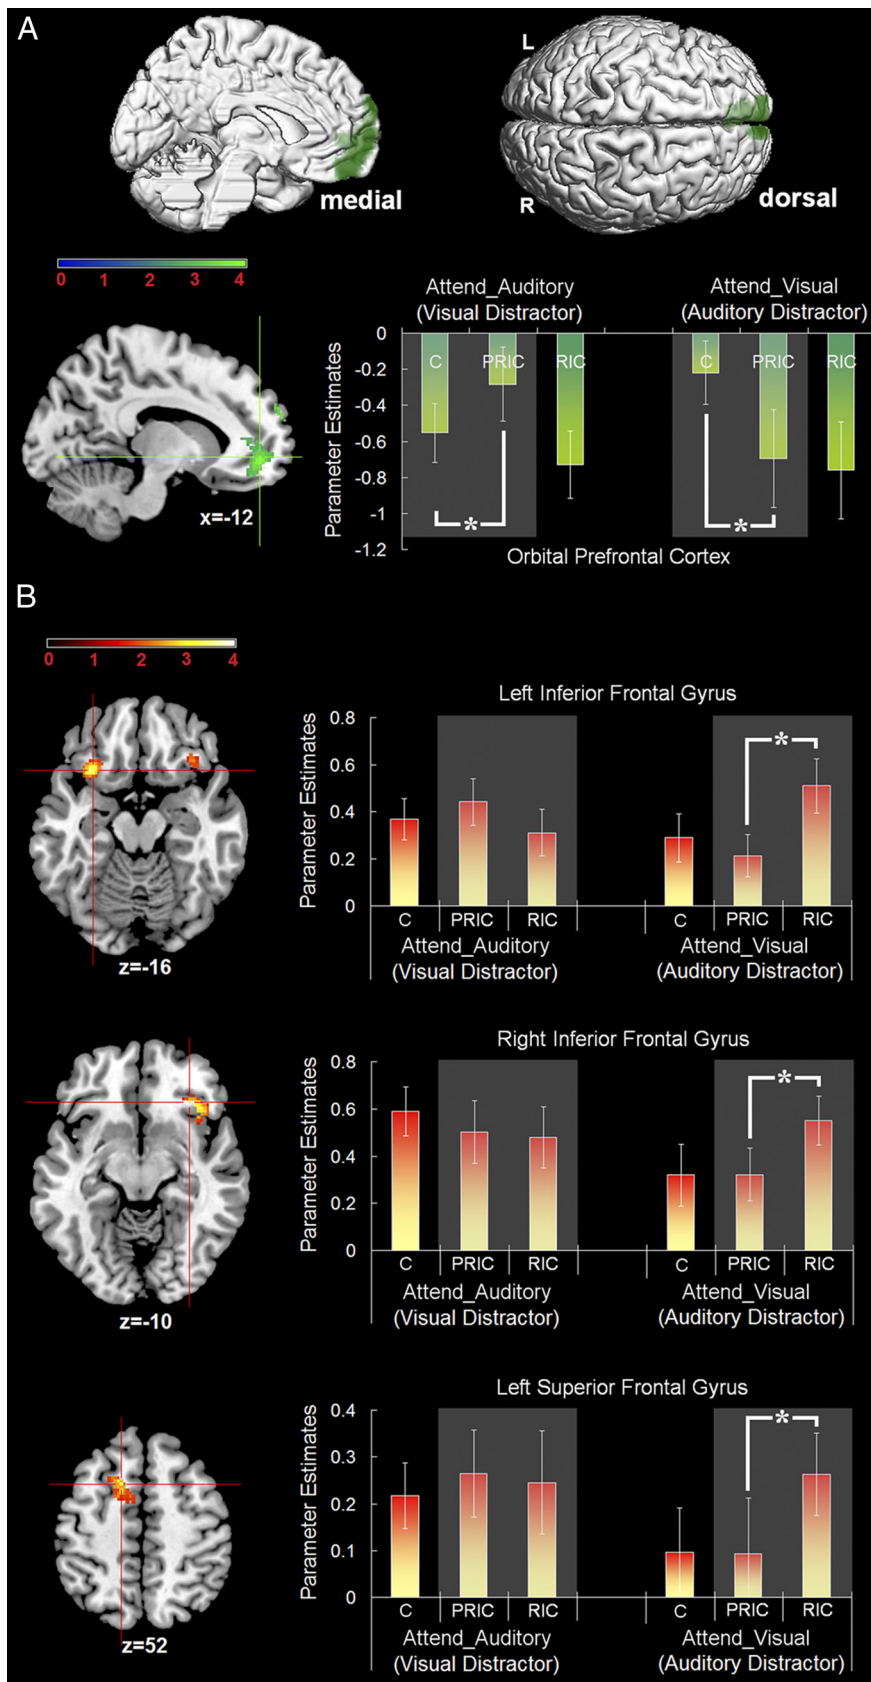 A
L
R
medial
dorsal
0 1 2 3 4
x=-12
Attend_Auditory
(Visual Distractor)
Attend_Visual
(Auditory Distractor)
Parameter Estimates
0
-0.2
-0.4
-0.6
-0.8
-1
-1.2
C PRIC RIC
C PRIC RIC
*
*
Orbital Prefrontal Cortex
B
0 1 2 3 4
z=-16
Left Inferior Frontal Gyrus
Parameter Estimates
0.8
0.6
0.4
0.2
0
*
C PRIC RIC
C PRIC RIC
Attend_Auditory
(Visual Distractor)
Attend_Visual
(Auditory Distractor)
z=-10
Right Inferior Frontal Gyrus
Parameter Estimates
0.8
0.6
0.4
0.2
0
*
C PRIC RIC
C PRIC RIC
Attend_Auditory
(Visual Distractor)
Attend_Visual
(Auditory Distractor)
z=52
Left Superior Frontal Gyrus
Parameter Estimates
0.4
0.3
0.2
0.1
0
*
C PRIC RIC
C PRIC RIC
Attend_Auditory
(Visual Distractor)
Attend_Visual
(Auditory Distractor)